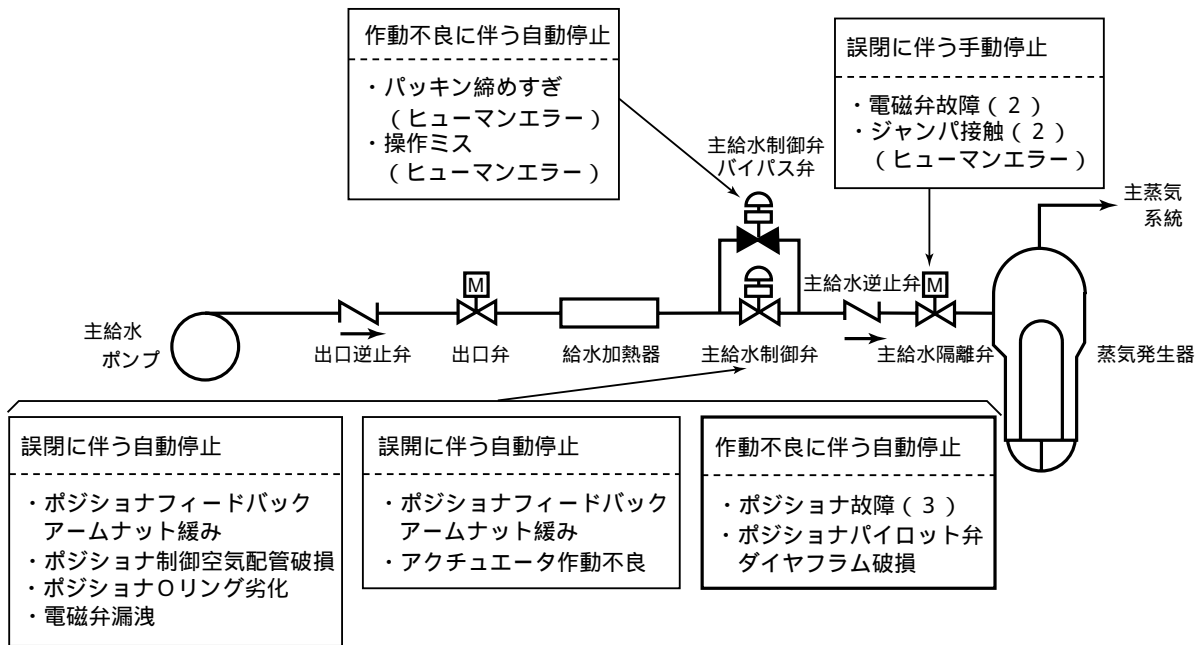 作動不良に伴う自動停止
・パッキン締めすぎ
(ヒューマンエラー)
・操作ミス
(ヒューマンエラー)
誤閉に伴う手動停止
・電磁弁故障(2)
・ジャンパ接触(2)
(ヒューマンエラー)
主給水制御弁
バイパス弁
主蒸気
系統
主給水
ポンプ
M
出口逆止弁
出口弁
給水加熱器
主給水制御弁
主給水逆止弁
M
主給水隔離弁
蒸気発生器
誤閉に伴う自動停止
・ポジショナフィードバック
アームナット緩み
・ポジショナ制御空気配管破損
・ポジショナOリング劣化
・電磁弁漏洩
誤開に伴う自動停止
・ポジショナフィードバック
アームナット緩み
・アクチュエータ作動不良
作動不良に伴う自動停止
・ポジショナ故障(3)
・ポジショナパイロット弁
ダイヤフラム破損